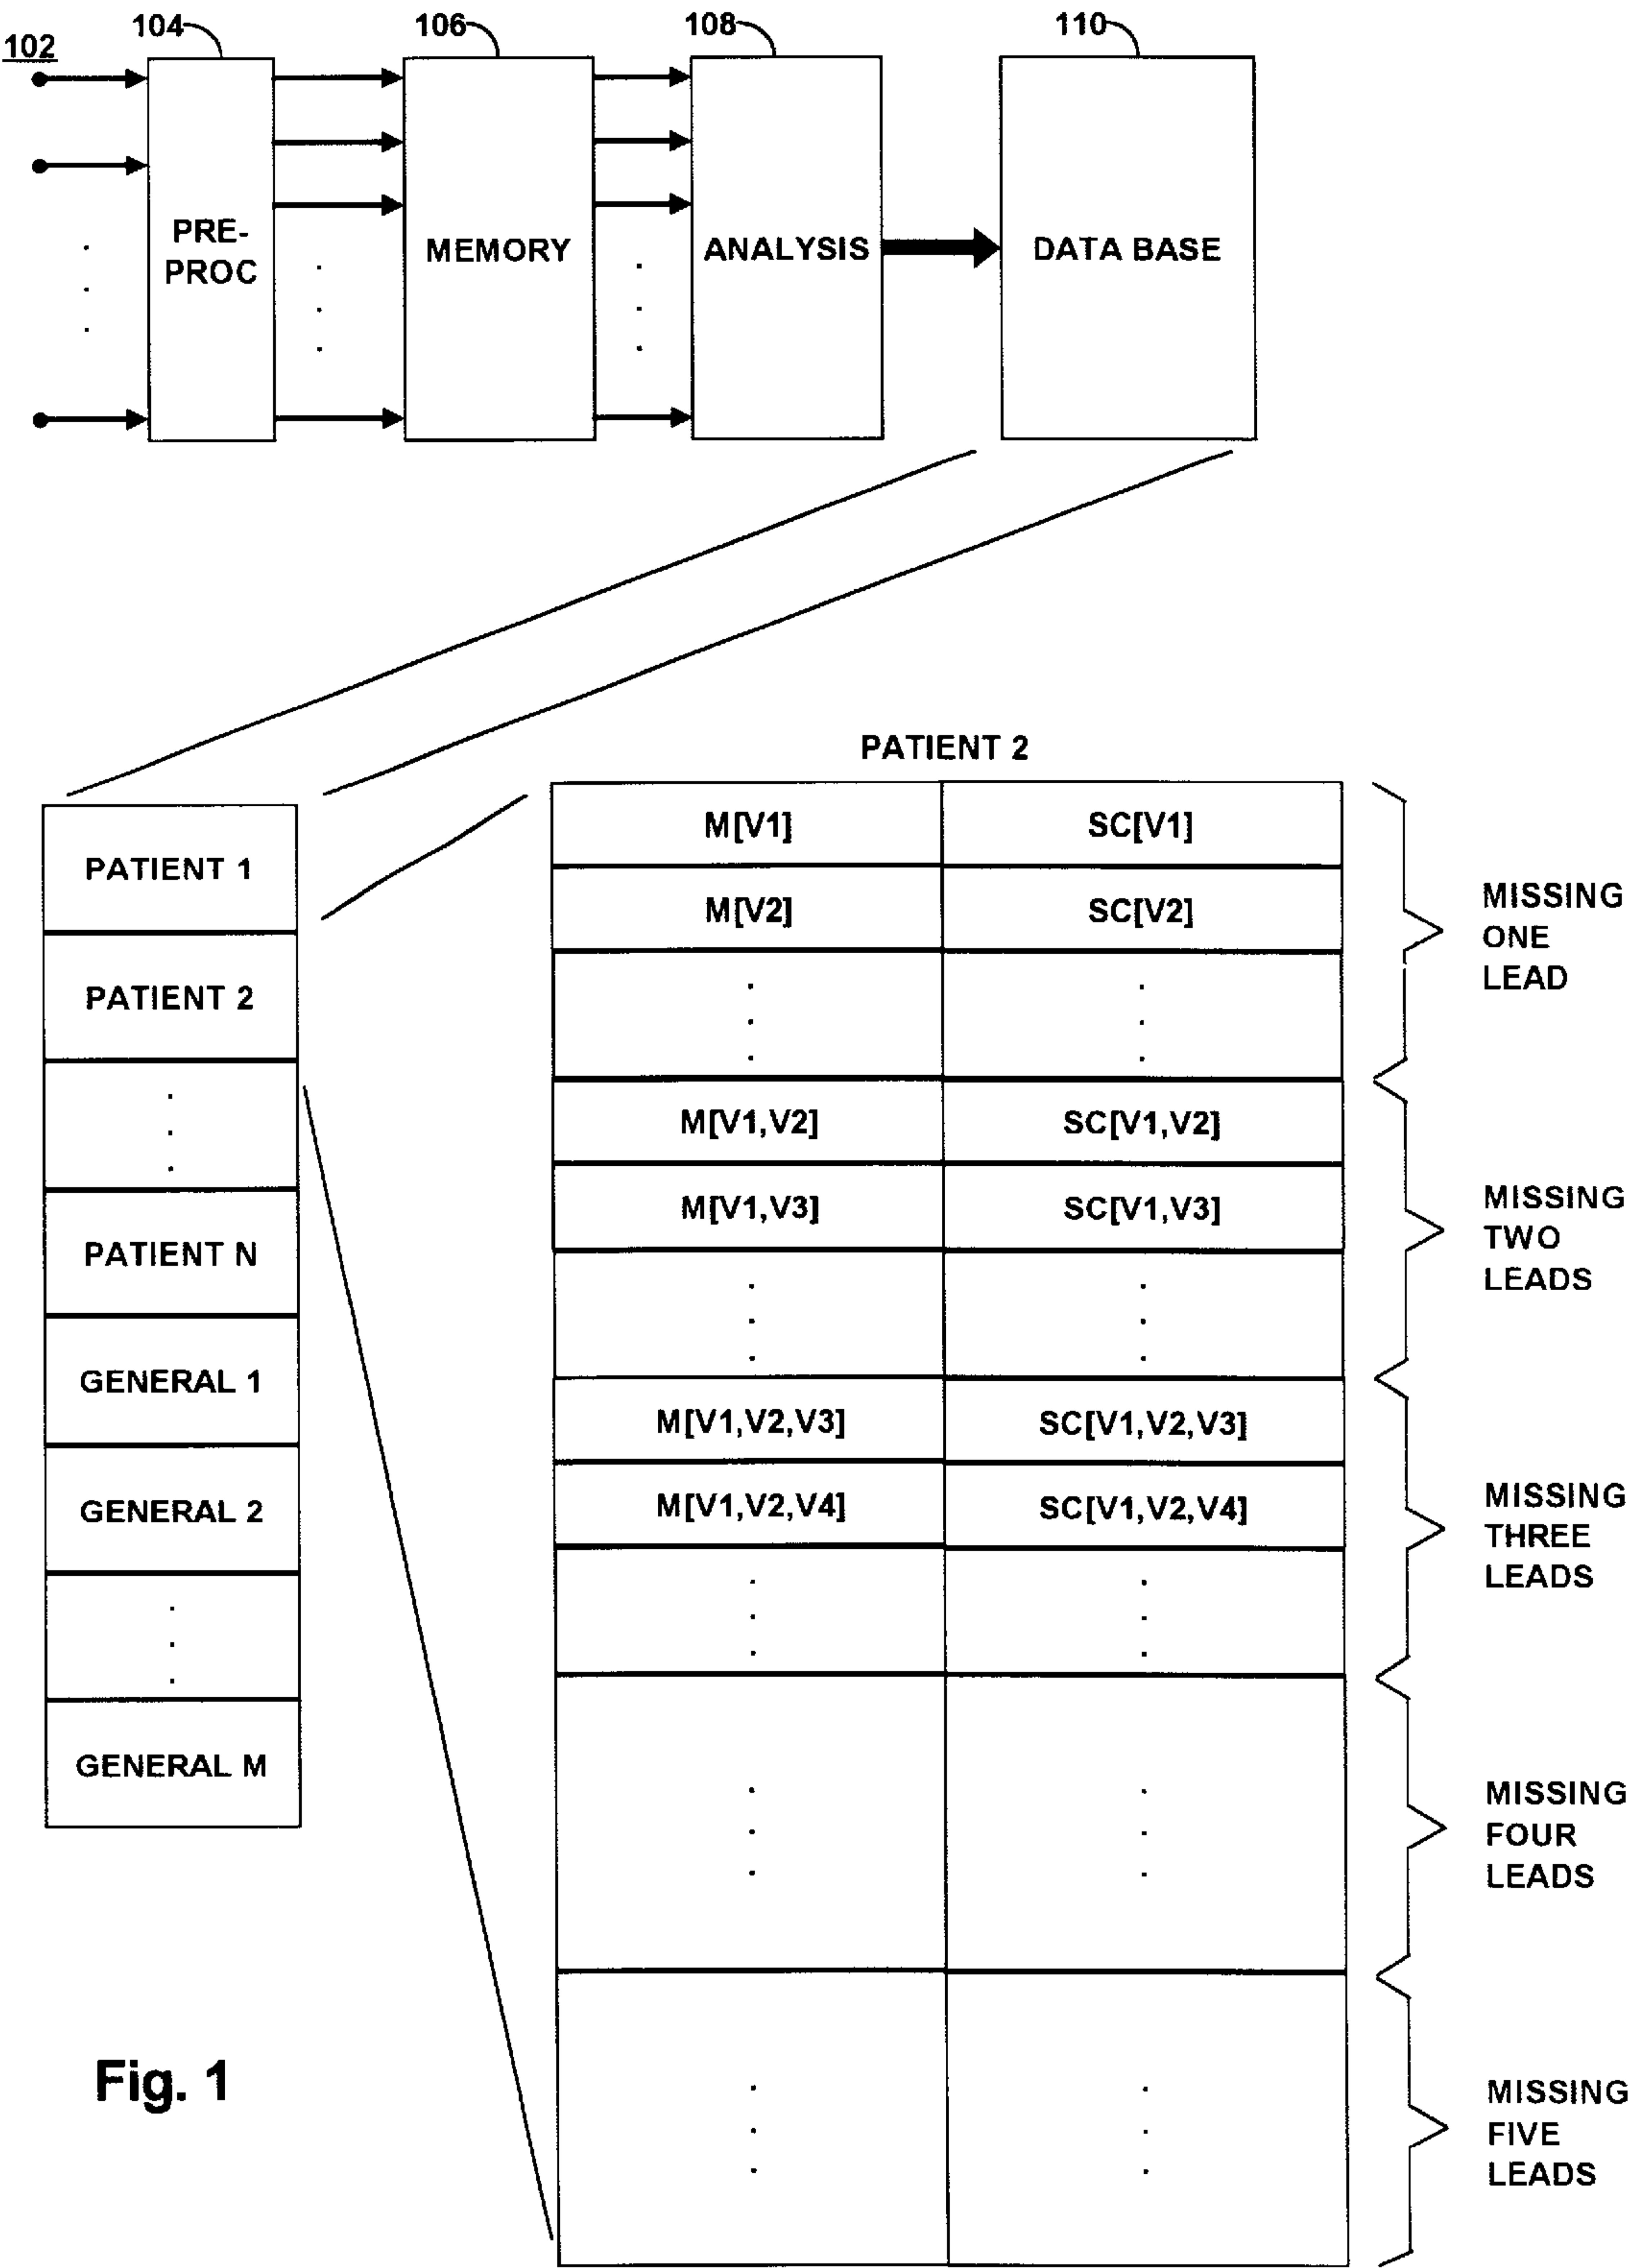 102
104
106
108
110
PRE-
PROC
MEMORY
ANALYSIS
DATA BASE
PATIENT 2
PATIENT 1
PATIENT 2
PATIENT N
GENERAL 1
GENERAL 2
GENERAL M
M[V1] SC[V1]
M[V2] SC[V2]
MISSING
ONE
LEAD
M[V1,V2] SC[V1,V2]
M[V1,V3] SC[V1,V3]
MISSING
TWO
LEADS
M[V1,V2,V3] SC[V1,V2,V3]
M[V1,V2,V4] SC[V1,V2,V4]
MISSING
THREE
LEADS
MISSING
FOUR
LEADS
MISSING
FIVE
LEADS
Fig. 1